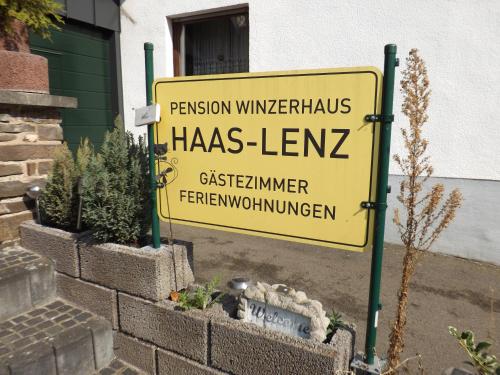 PENSION WINZERHAUS
HAAS-LENZ
GÄSTEZIMMER
FERIENWOHNUNGEN
Welcome